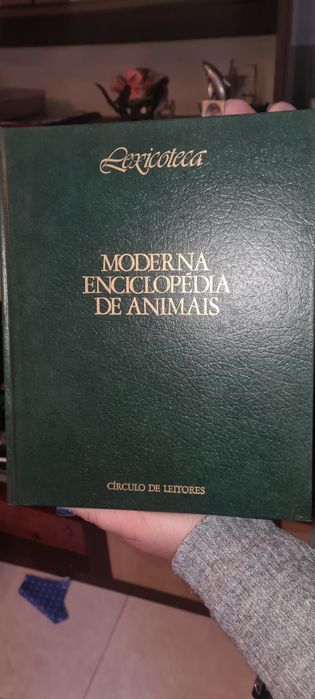 Lexicoteca
MODERNA
ENCICLOPÉDIA
DE ANIMAIS
CÍRCULO DE LEITORES